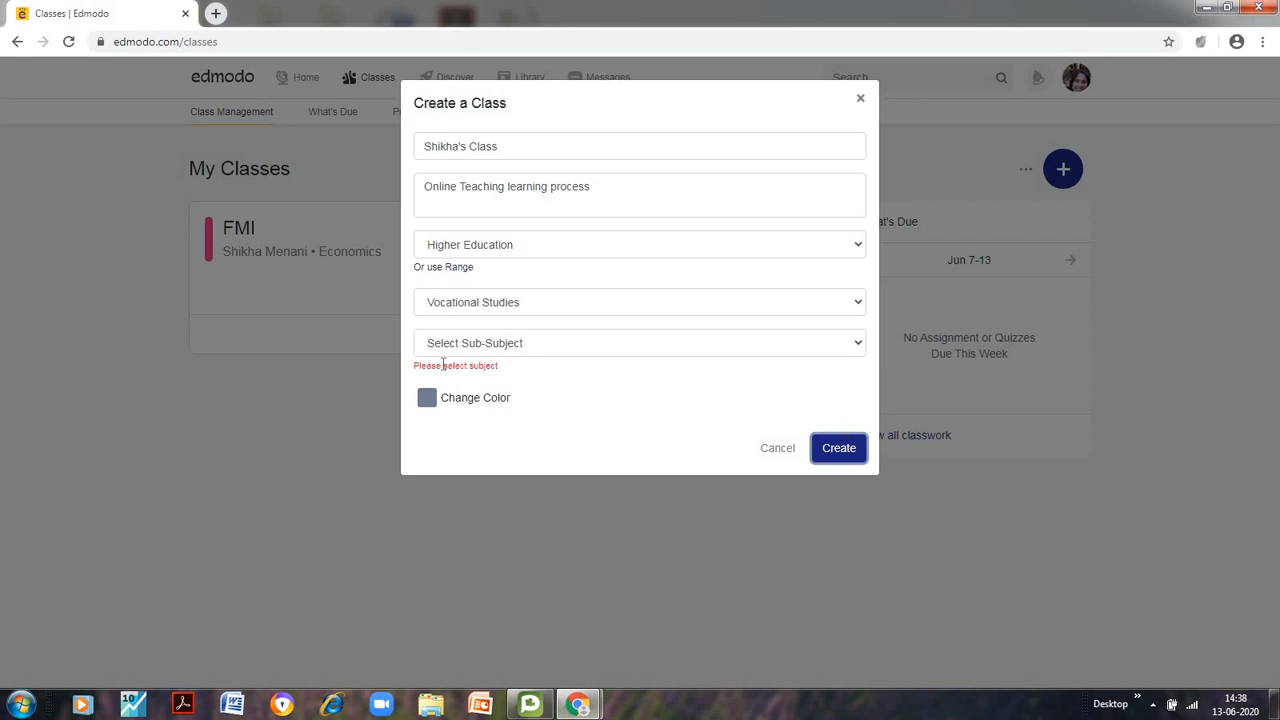 Classes | Edmodo
edmodo.com/classes
edmodo Home Classes Discover Library Messages Search
Class Management What's Due
Create a Class
Shikha's Class
My Classes
Online Teaching learning process
FMI
Shikha Menani • Economics
Higher Education
Or use Range
Jun 7-13
Vocational Studies
Select Sub-Subject
Please select subject
No Assignment or Quizzes
Due This Week
Change Color
Cancel Create
all classwork
Desktop
14:38
13-06-2020